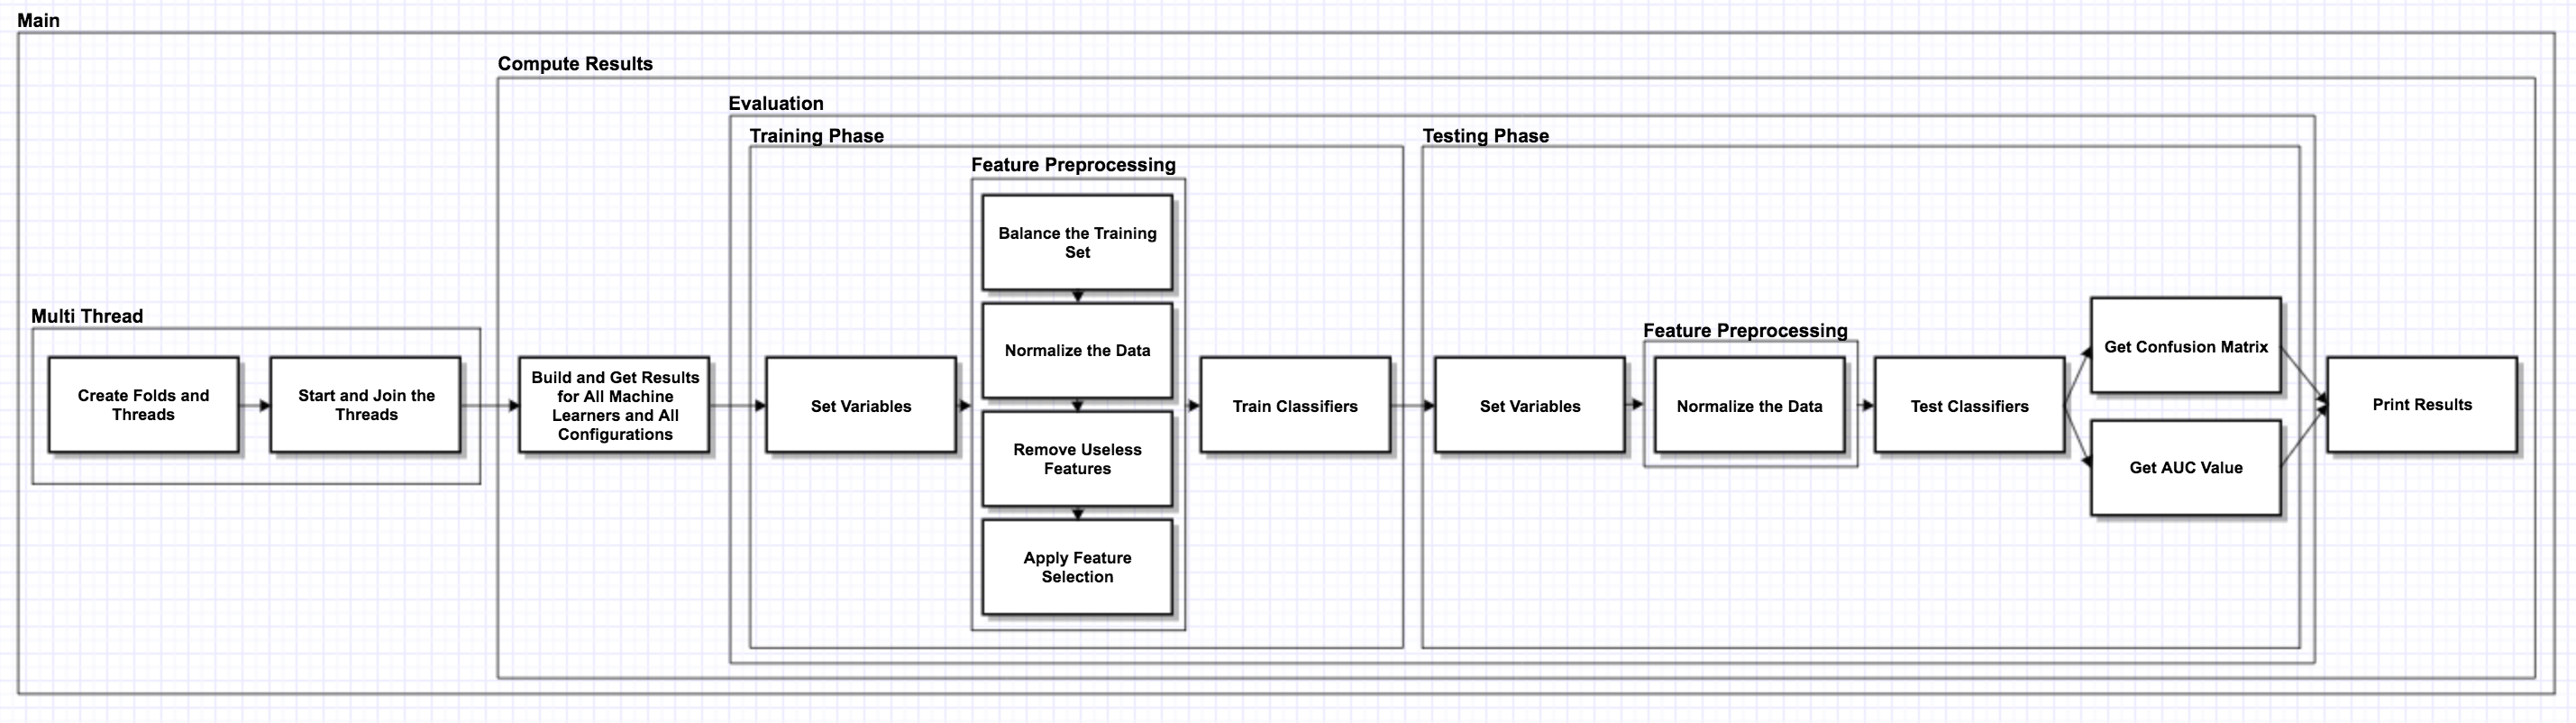 Main
Compute Results
Evaluation
Training Phase
Testing Phase
Feature Preprocessing
Balance the Training
Set
Normalize the Data
Remove Useless
Features
Apply Feature
Selection
Multi Thread
Create Folds and
Threads
Start and Join the
Threads
Build and Get Results
for All Machine
Learners and All
Configurations
Set Variables
Train Classifiers
Set Variables
Feature Preprocessing
Normalize the Data
Test Classifiers
Get Confusion Matrix
Get AUC Value
Print Results